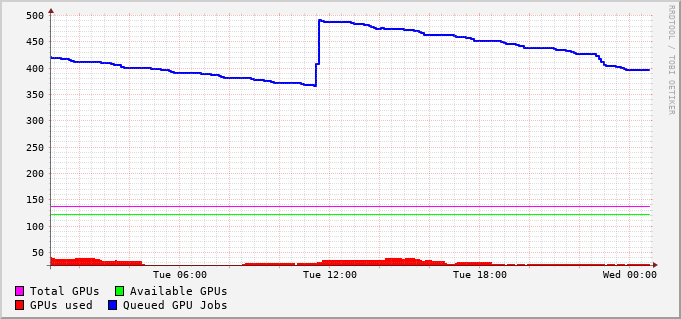 500
450
400
350
300
250
200
150
100
50
Tue 06:00 Tue 12:00 Tue 18:00 Wed 00:00
Total GPUs Available GPUs
GPUs used Queued GPU Jobs
RRDTOOL / TOBI OETIKER